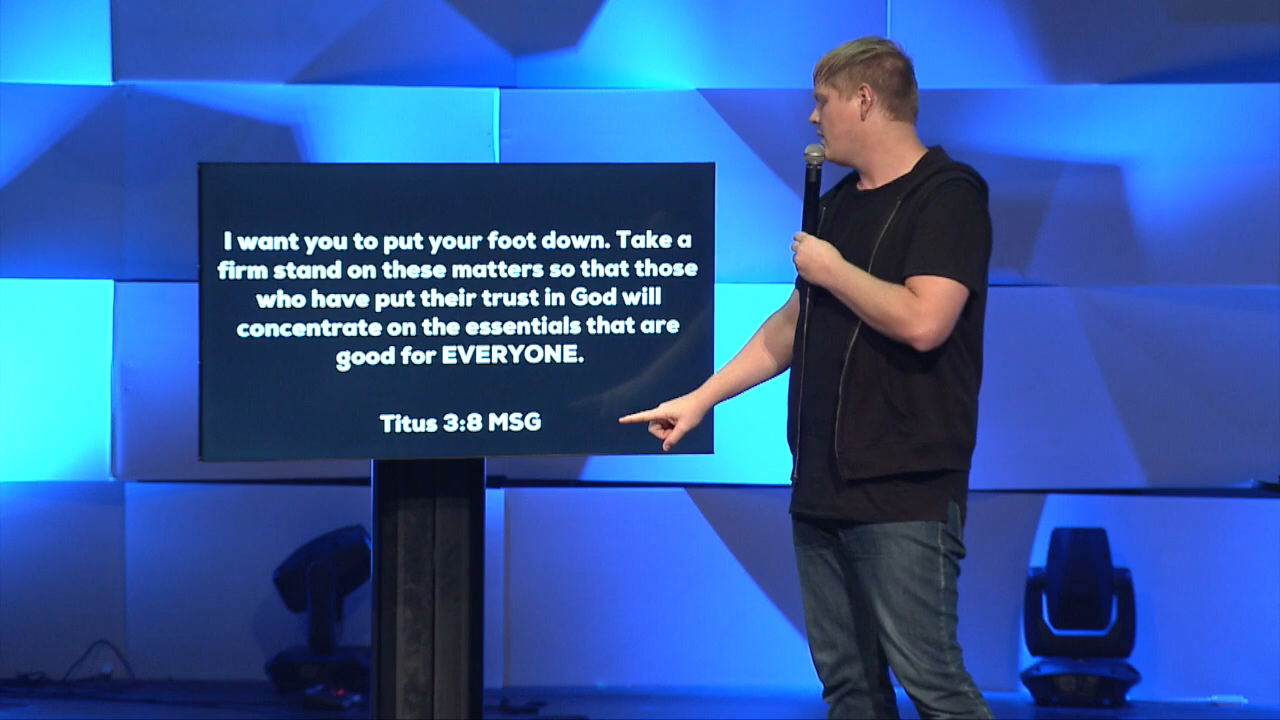 I want you to put your foot down. Take a
firm stand on these matters so that those
who have put their trust in God will
concentrate on the essentials that are
good for EVERYONE.
Titus 3:8 MSG